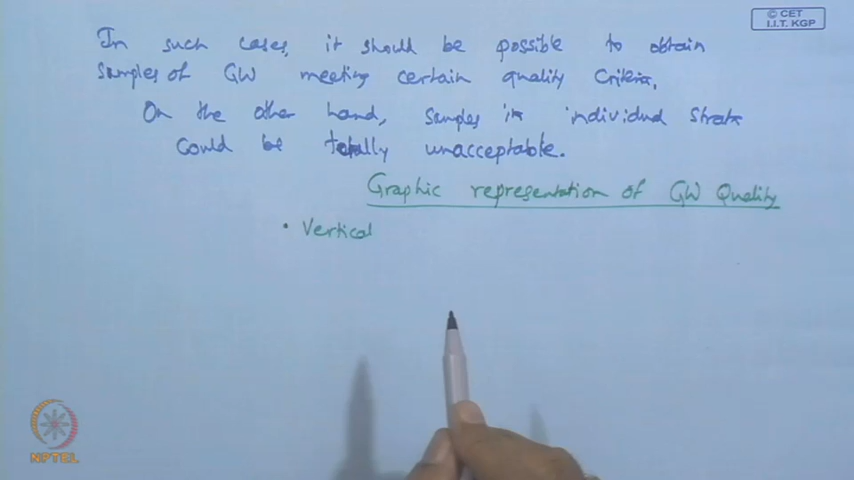 © CET
I.I.T. KGP
In such cases, it should be possible to obtain
samples of GW meeting certain quality criteria.
On the other hand, samples in individual strata
could be totally unacceptable.
Graphic representation of GW Quality
• Vertical
NPTEL